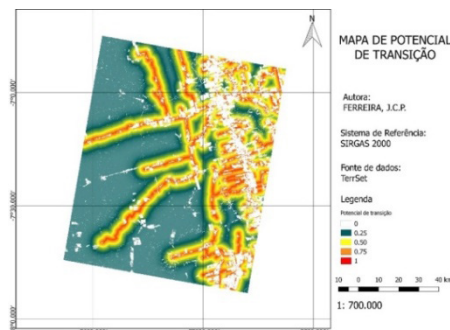 N
MAPA DE POTENCIAL
DE TRANSIÇÃO
Autora:
FERREIRA, J.C.P.
Sistema de Referência:
SIRGAS 2000
Fonte de dados:
TerrSet
Legenda
Potencial de transição
0
0.25
0.50
0.75
1
10 0 10 20 30 40 km
1: 700.000